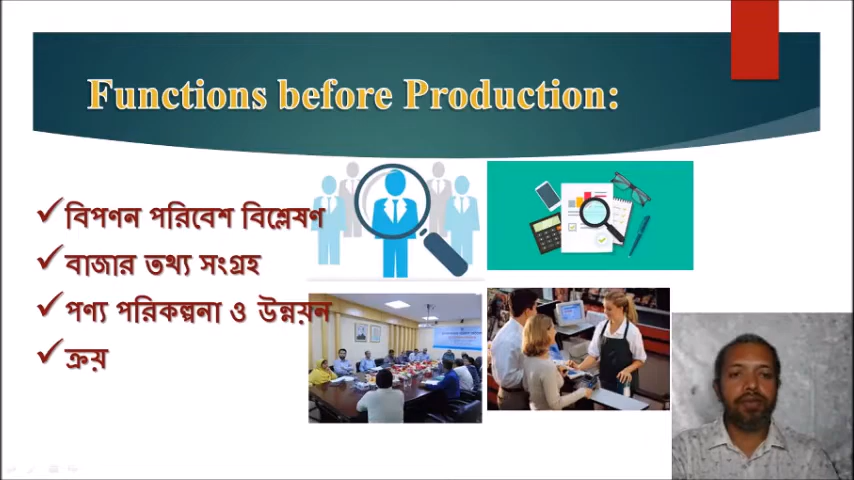 Functions before Production:
বিপণন পরিবেশ বিশ্লেষণ
বাজার তথ্য সংগ্রহ
পণ্য পরিকল্পনা ও উন্নয়ন
ক্রয়